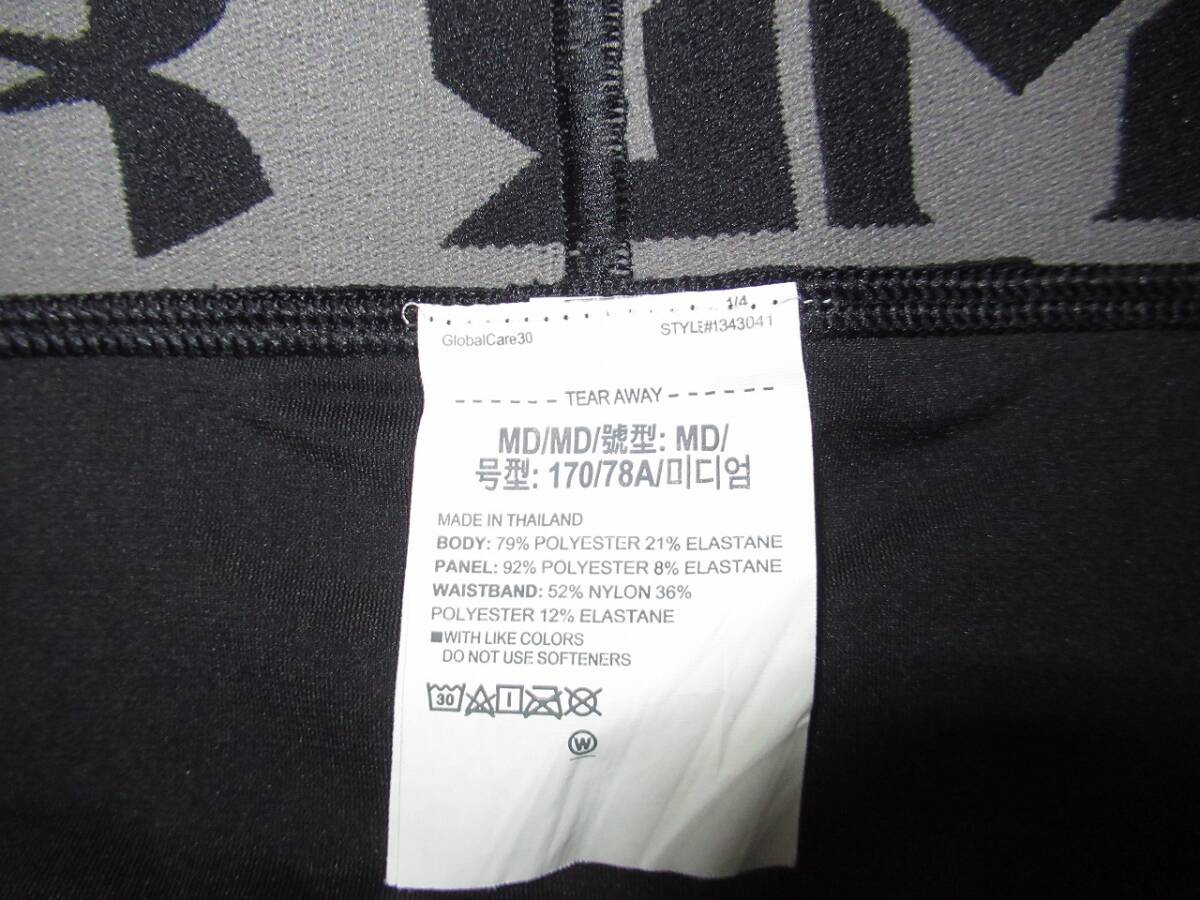 1/4
GlobalCare30 STYLE#1343041
TEAR AWAY
MD/MD/號型: MD/
号型: 170/78A/미디엄
MADE IN THAILAND
BODY: 79% POLYESTER 21% ELASTANE
PANEL: 92% POLYESTER 8% ELASTANE
WAISTBAND: 52% NYLON 36%
POLYESTER 12% ELASTANE
■WITH LIKE COLORS
DO NOT USE SOFTENERS
30
W